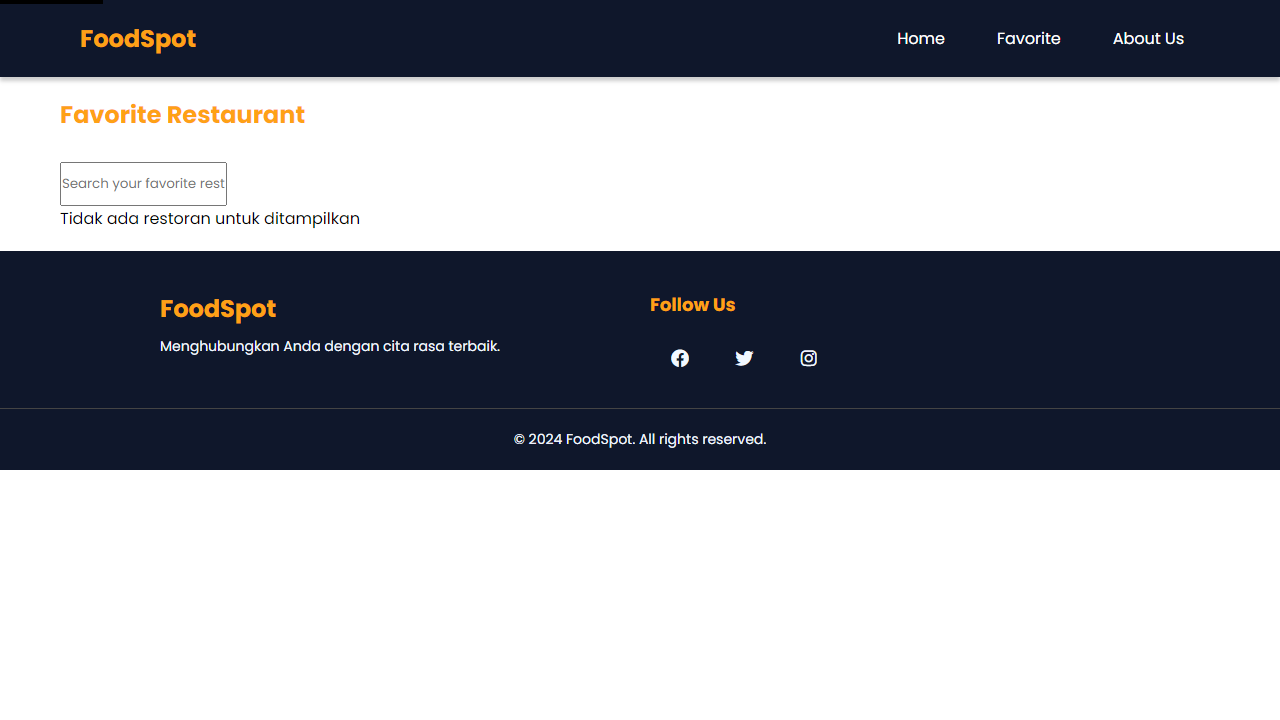 FoodSpot
Home Favorite About Us
Favorite Restaurant
Search your favorite rest
Tidak ada restoran untuk ditampilkan
FoodSpot
Menghubungkan Anda dengan cita rasa terbaik.
Follow Us
© 2024 FoodSpot. All rights reserved.